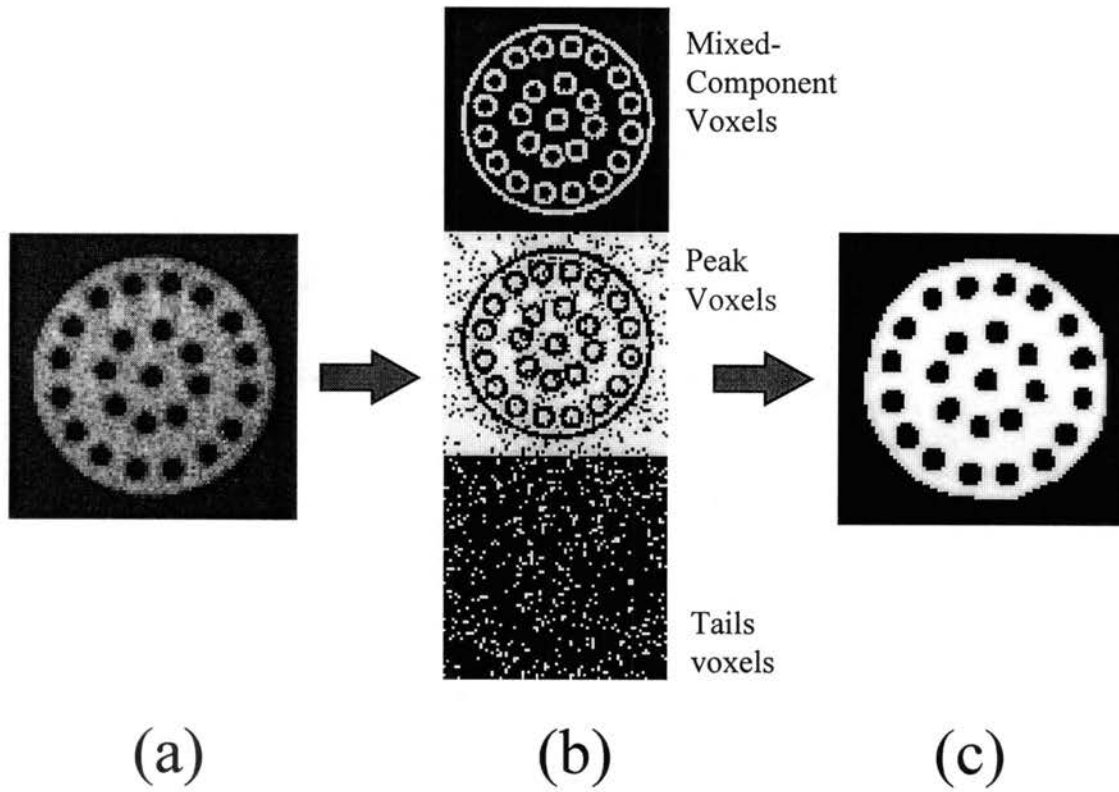 Mixed-
Component
Voxels
Peak
Voxels
Tails
voxels
(a)
(b)
(c)